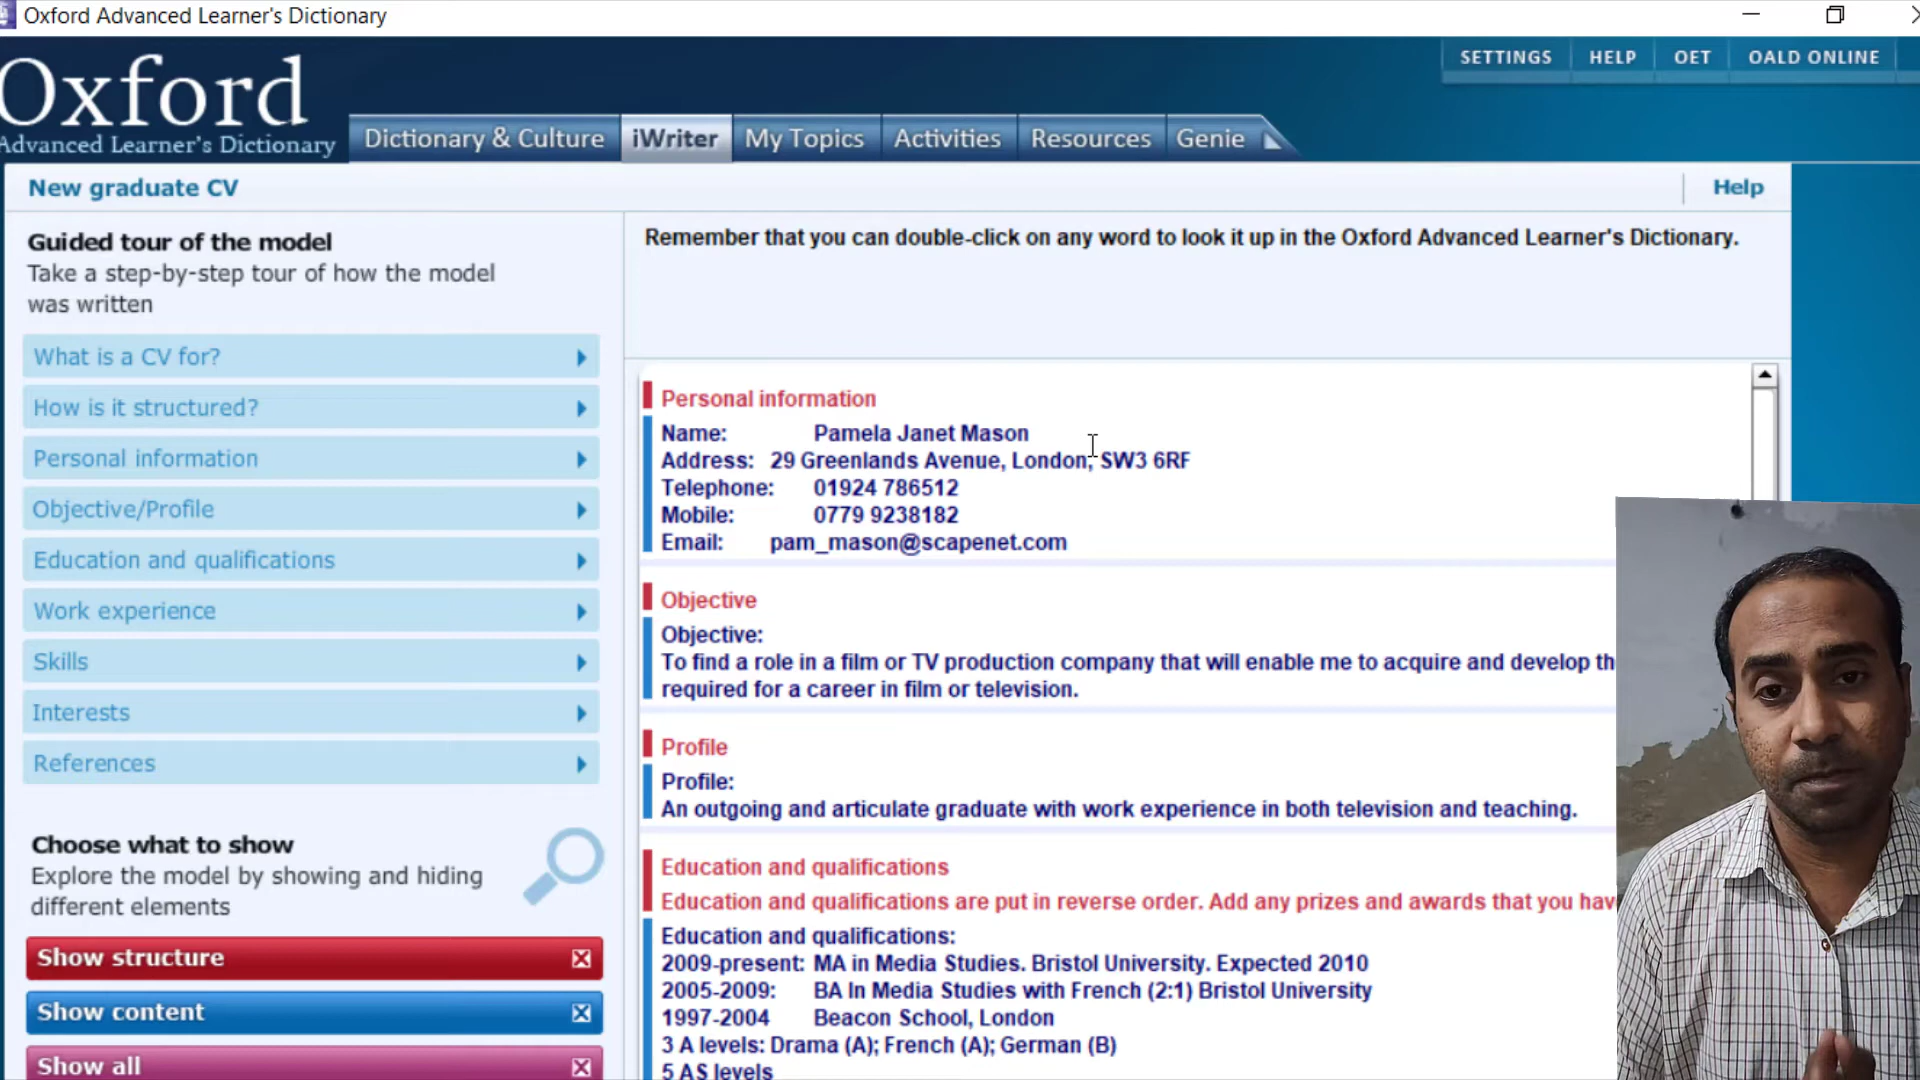 Oxford Advanced Learner's Dictionary
SETTINGS HELP OET OALD ONLINE
Oxford
Advanced Learner's Dictionary
Dictionary & Culture iWriter My Topics Activities Resources Genie
New graduate CV
Help
Guided tour of the model
Take a step-by-step tour of how the model
was written
What is a CV for?
How is it structured?
Personal information
Objective/Profile
Education and qualifications
Work experience
Skills
Interests
References
Choose what to show
Explore the model by showing and hiding
different elements
Show structure
Show content
Show all
Remember that you can double-click on any word to look it up in the Oxford Advanced Learner's Dictionary.
Personal information
Name: Pamela Janet Mason
Address: 29 Greenlands Avenue, London, SW3 6RF
Telephone: 01924 786512
Mobile: 0779 9238182
Email: pam_mason@scapenet.com
Objective
Objective:
To find a role in a film or TV production company that will enable me to acquire and develop th
required for a career in film or television.
Profile
Profile:
An outgoing and articulate graduate with work experience in both television and teaching.
Education and qualifications
Education and qualifications are put in reverse order. Add any prizes and awards that you hav
Education and qualifications:
2009-present: MA in Media Studies. Bristol University. Expected 2010
2005-2009: BA In Media Studies with French (2:1) Bristol University
1997-2004 Beacon School, London
3 A levels: Drama (A); French (A); German (B)
5 AS levels